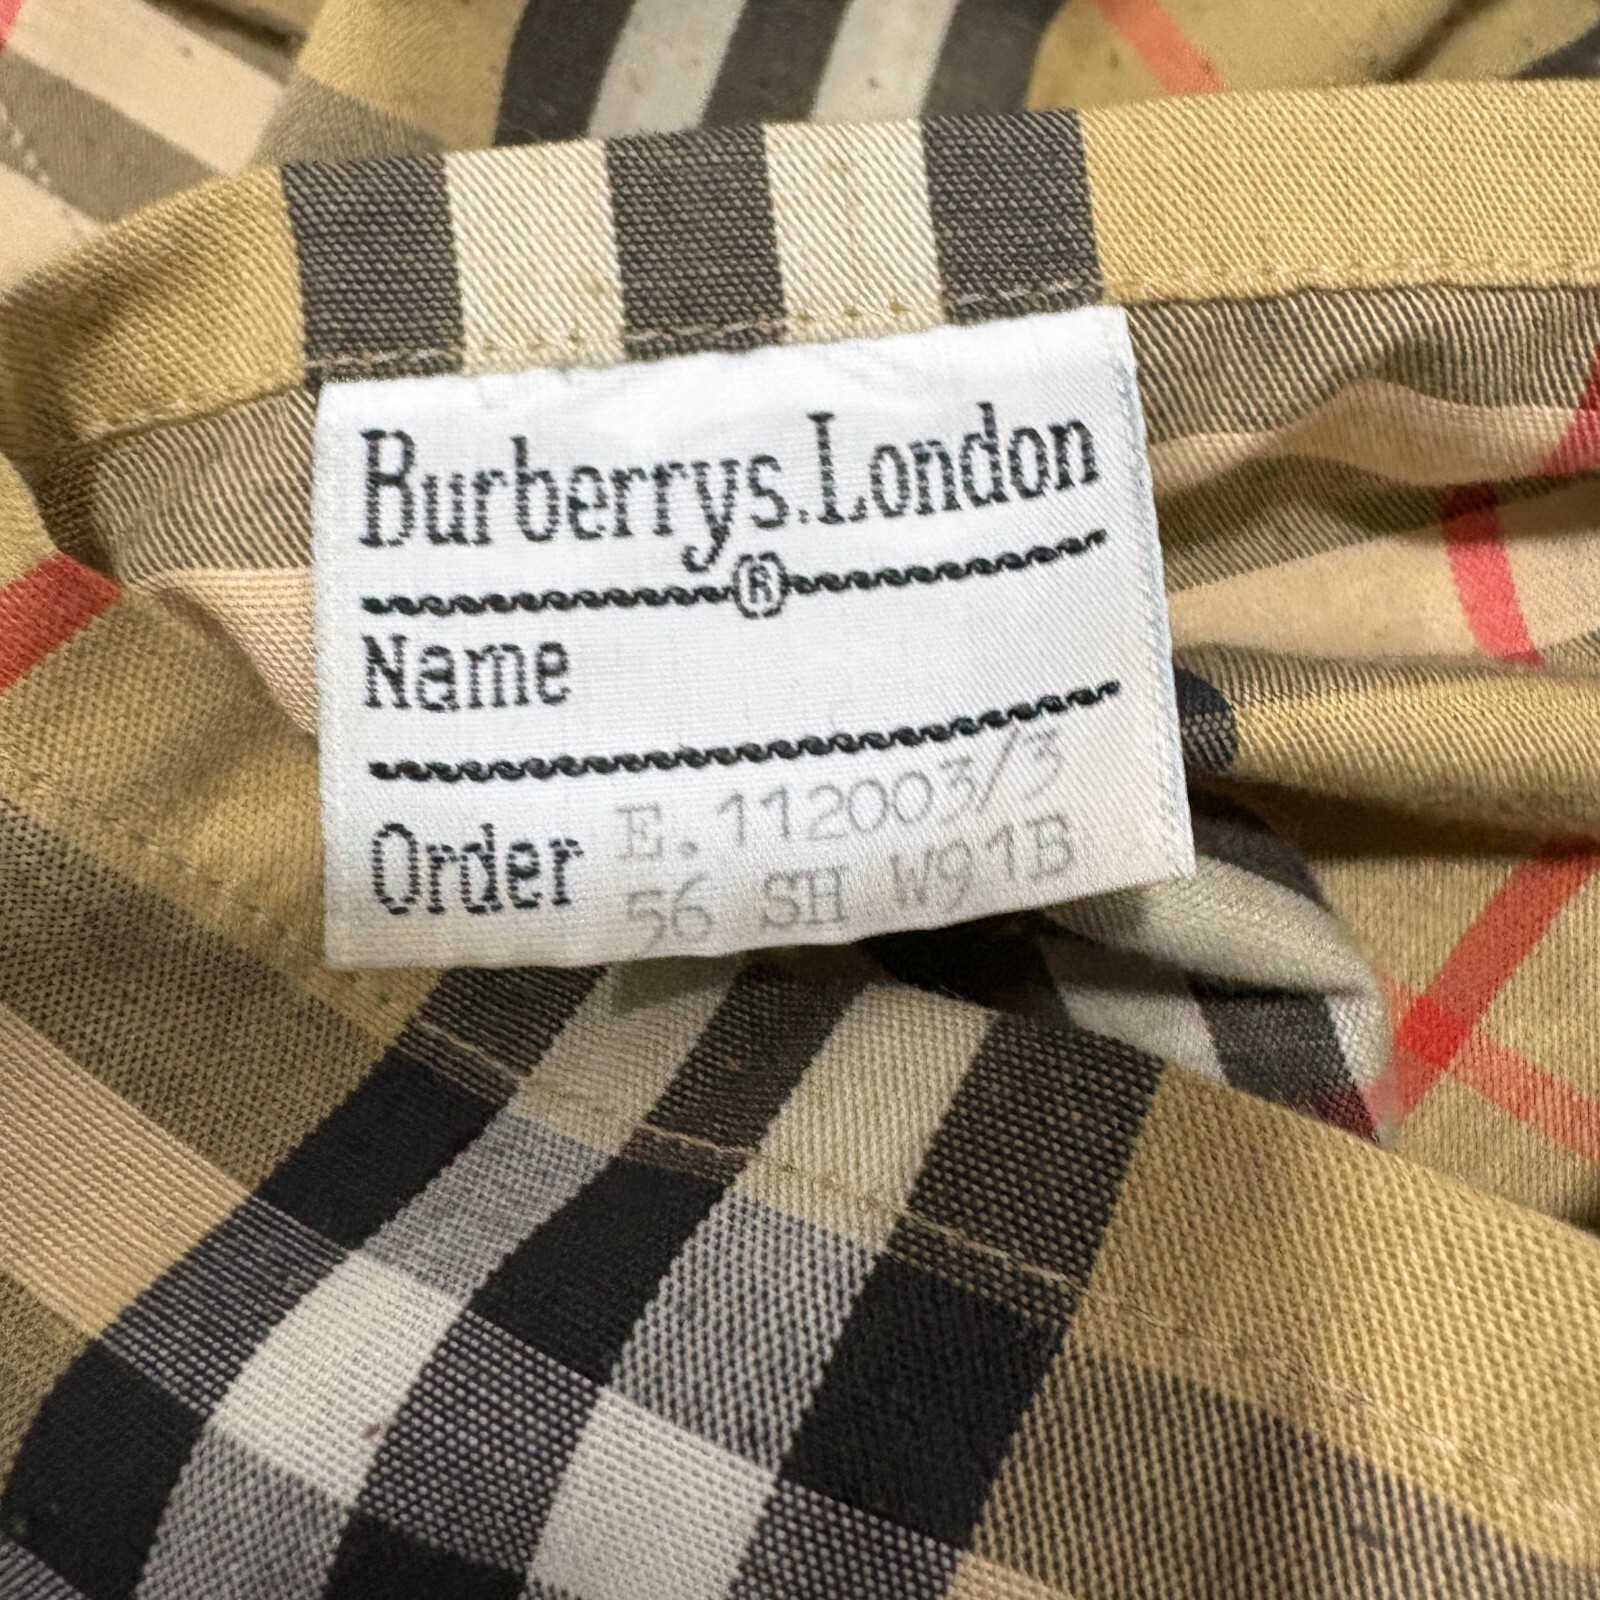 Burberrys.London
®
Name
Order E.112003/3
56 SH W91B